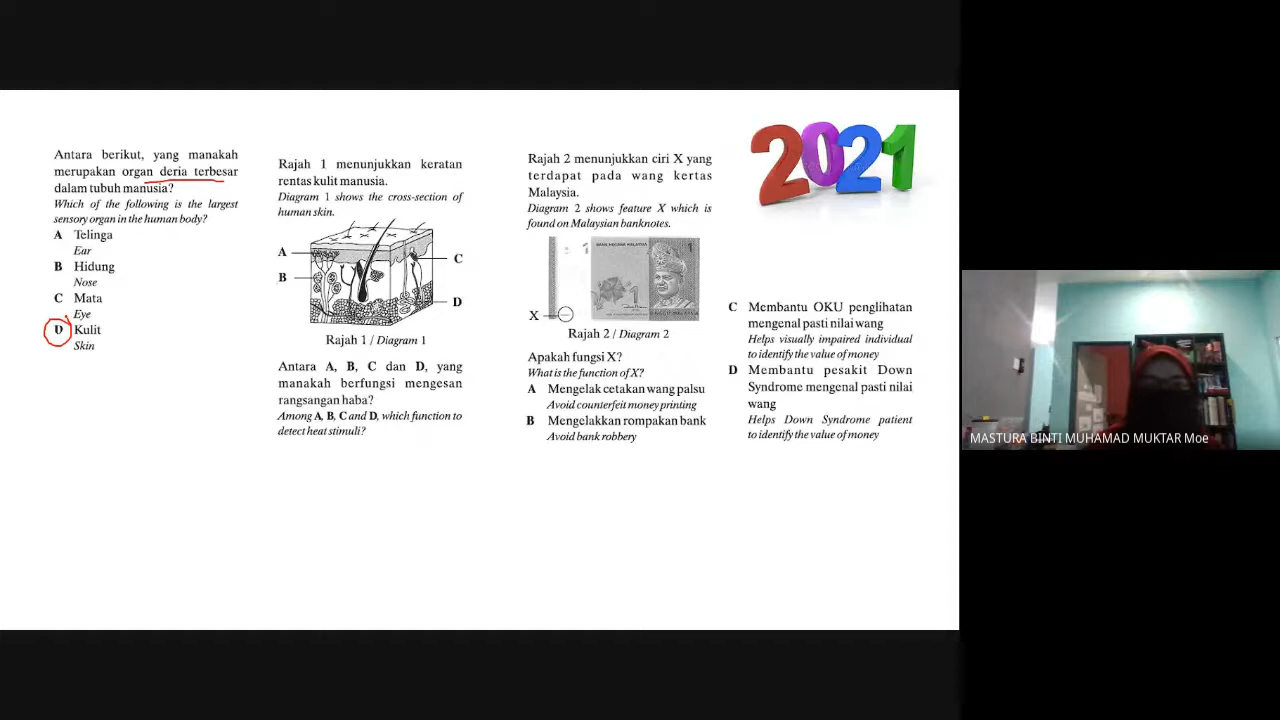 Antara berikut, yang manakah
merupakan organ deria terbesar
dalam tubuh manusia?
Which of the following is the largest
sensory organ in the human body?
A Telinga
Ear
B Hidung
Nose
C Mata
Eye
D Kulit
Skin
Rajah 1 menunjukkan keratan
rentas kulit manusia.
Diagram 1 shows the cross-section of
human skin.
A
B
C
D
Rajah 1 / Diagram 1
Antara A, B, C dan D, yang
manakah berfungsi mengesan
rangsangan haba?
Among A, B, C and D, which function to
detect heat stimuli?
Rajah 2 menunjukkan ciri X yang
terdapat pada wang kertas
Malaysia.
Diagram 2 shows feature X which is
found on Malaysian banknotes.
BANK NEGARA MALAYSIA
1
1
1
X
Rajah 2 / Diagram 2
Apakah fungsi X?
What is the function of X?
A Mengelak cetakan wang palsu
Avoid counterfeit money printing
B Mengelakkan rompakan bank
Avoid bank robbery
2021
C Membantu OKU penglihatan
mengenal pasti nilai wang
Helps visually impaired individual
to identify the value of money
D Membantu pesakit Down
Syndrome mengenal pasti nilai
wang
Helps Down Syndrome patient
to identify the value of money
MASTURA BINTI MUHAMAD MUKTAR Moe